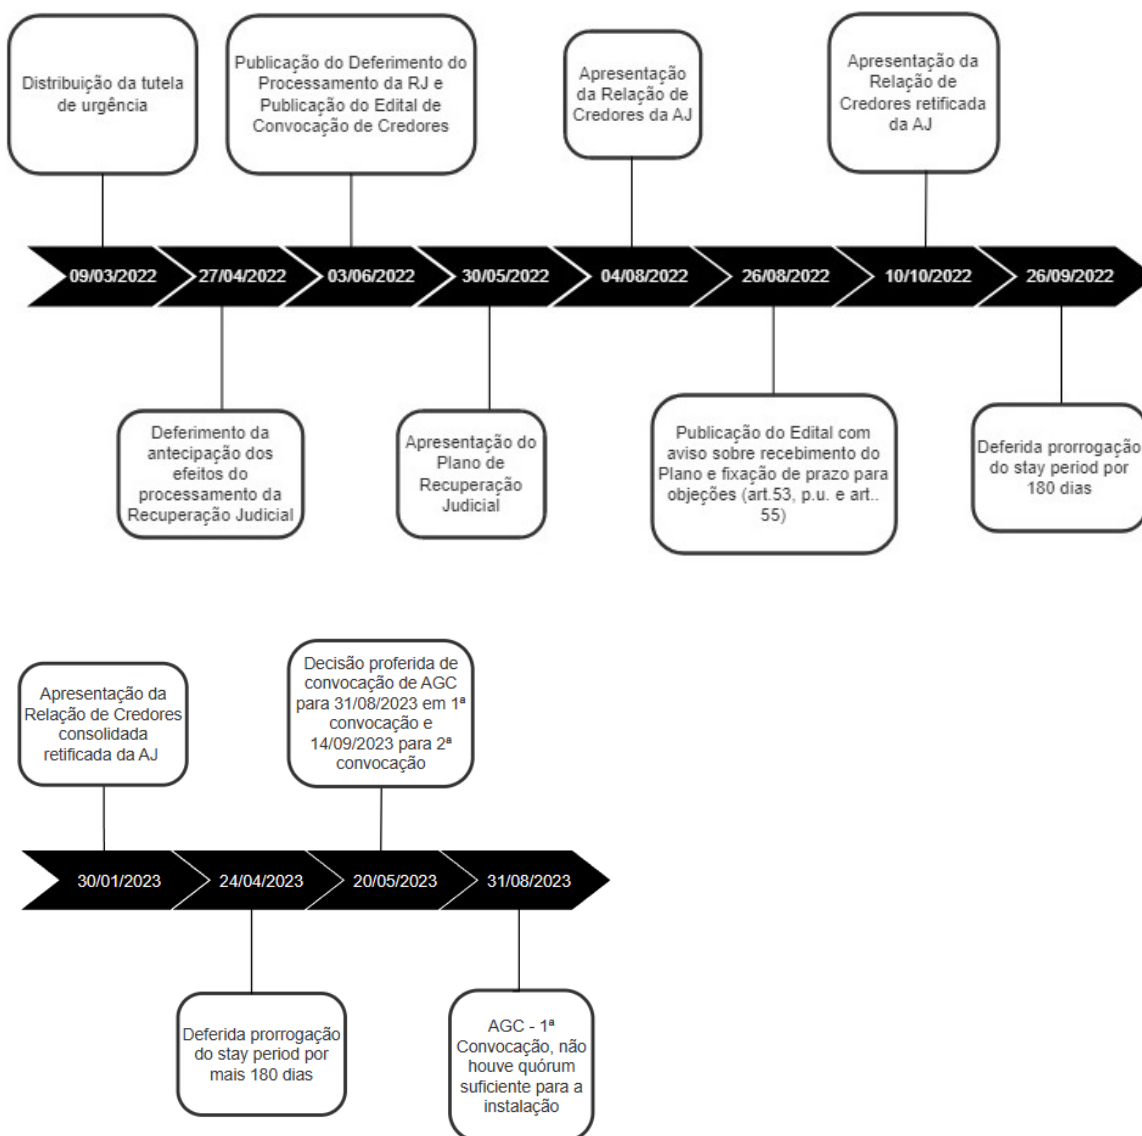 Distribuição da tutela
de urgência
Publicação do Deferimento do
Processamento da RJ e
Publicação do Edital de
Convocação de Credores
Apresentação
da Relação de
Credores da AJ
Apresentação da
Relação de
Credores retificada
da AJ
09/03/2022
27/04/2022
03/06/2022
30/05/2022
04/08/2022
26/08/2022
10/10/2022
26/09/2022
Deferimento da
antecipação dos
efeitos do
processamento da
Recuperação Judicial
Apresentação do
Plano de
Recuperação
Judicial
Publicação do Edital com
aviso sobre recebimento do
Plano e fixação de prazo para
objeções (art.53, p.u. e art..
55)
Deferida prorrogação
do stay period por
180 dias
Apresentação da
Relação de Credores
consolidada
retificada da AJ
Decisão proferida de
convocação de AGC
para 31/08/2023 em 1ª
convocação e
14/09/2023 para 2ª
convocação
30/01/2023
24/04/2023
20/05/2023
31/08/2023
Deferida prorrogação
do stay period por
mais 180 dias
AGC - 1ª
Convocação, não
houve quórum
suficiente para a
instalação